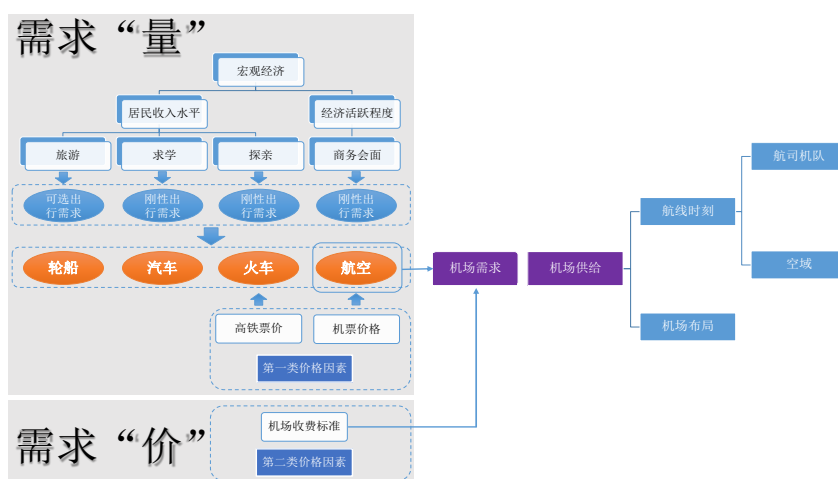 需求“量”
宏观经济
居民收入水平
经济活跃程度
旅游
求学
探亲
商务会面
可选出
行需求
刚性出
行需求
刚性出
行需求
刚性出
行需求
轮船
汽车
火车
航空
高铁票价
机票价格
第一类价格因素
需求“价”
机场收费标准
第二类价格因素
机场需求
机场供给
航线时刻
机场布局
航司机队
空域